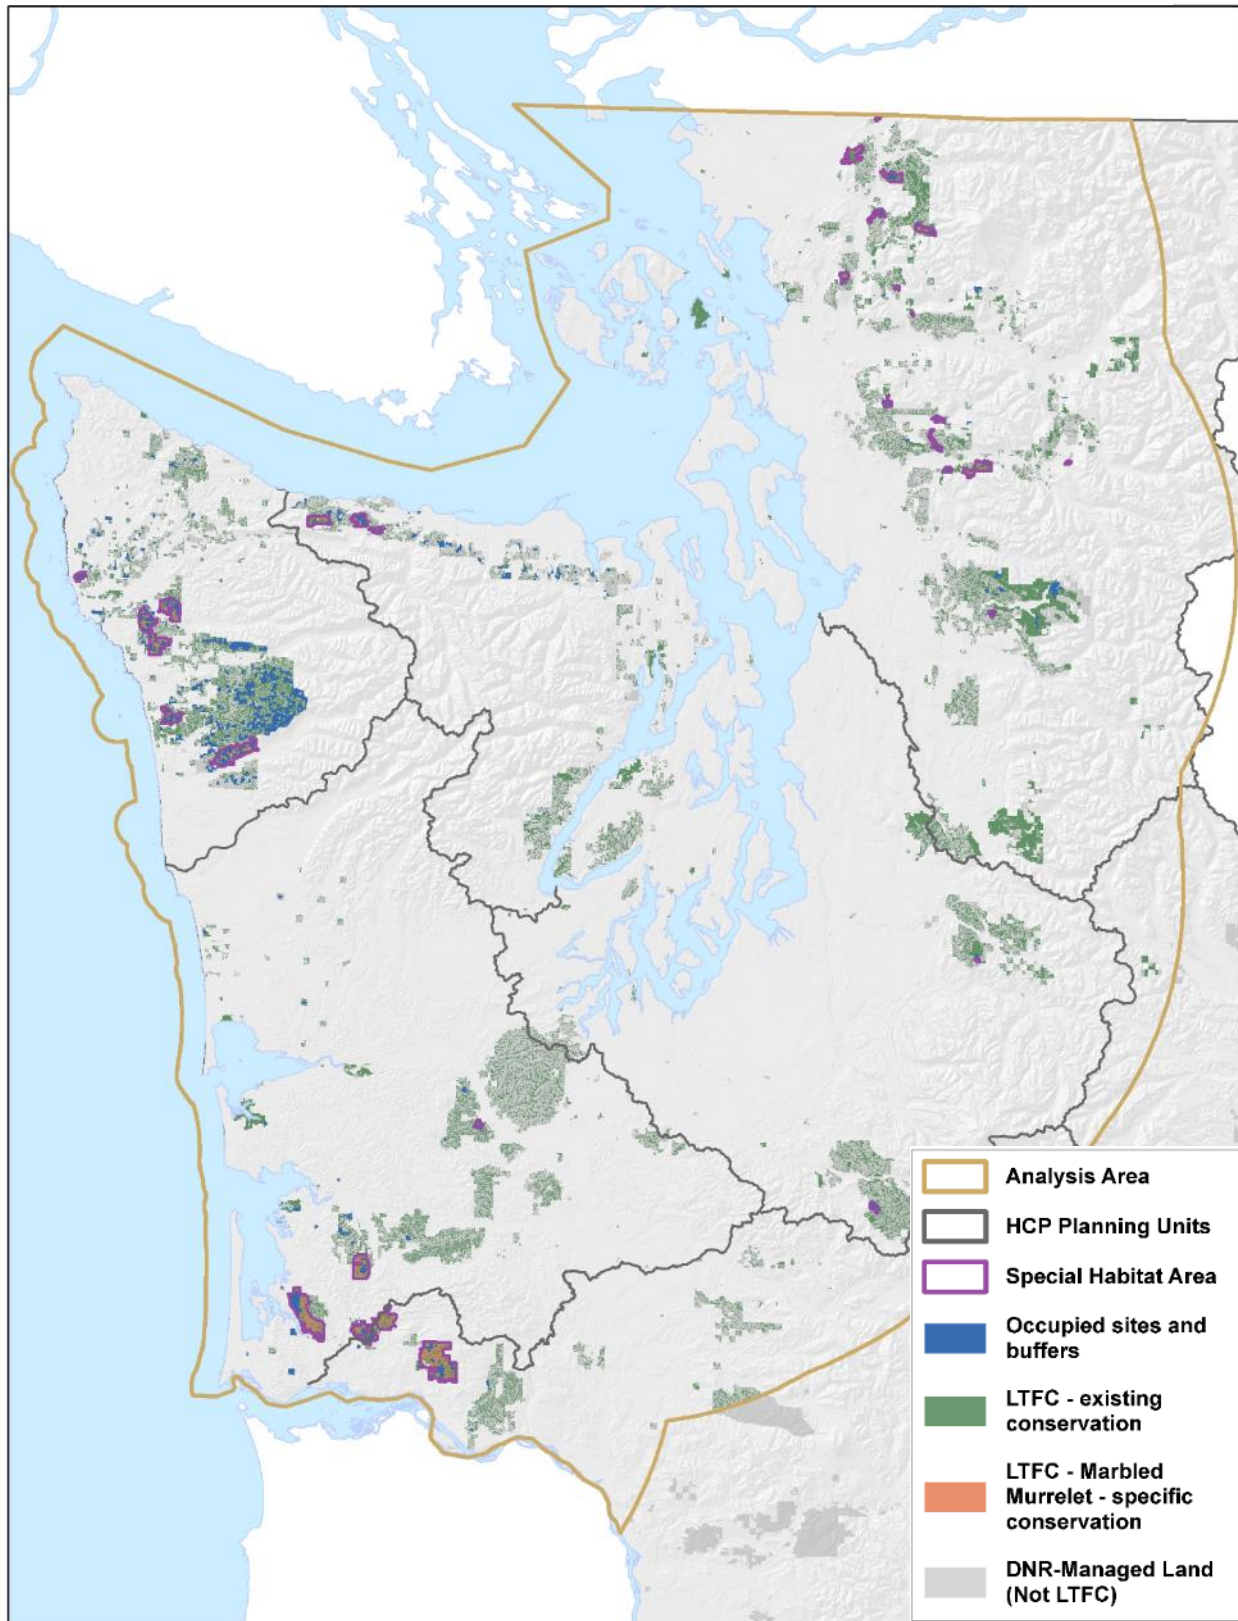 Analysis Area
HCP Planning Units
Special Habitat Area
Occupied sites and
buffers
LTFC - existing
conservation
LTFC - Marbled
Murrelet - specific
conservation
DNR-Managed Land
(Not LTFC)